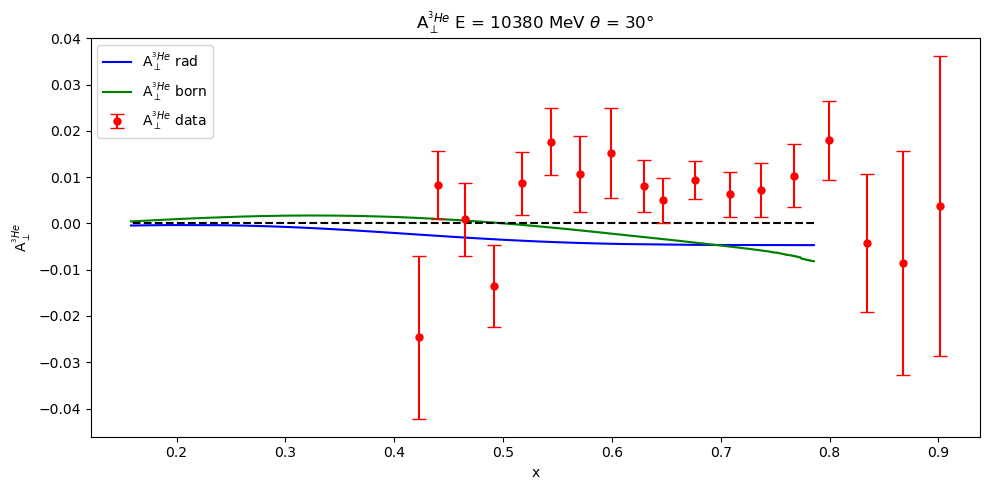 A⊥³He E = 10380 MeV θ = 30°
A⊥³He rad
A⊥³He born
A⊥³He data
A⊥³He
0.04
0.03
0.02
0.01
0.00
−0.01
−0.02
−0.03
−0.04
0.2 0.3 0.4 0.5 0.6 0.7 0.8 0.9
x